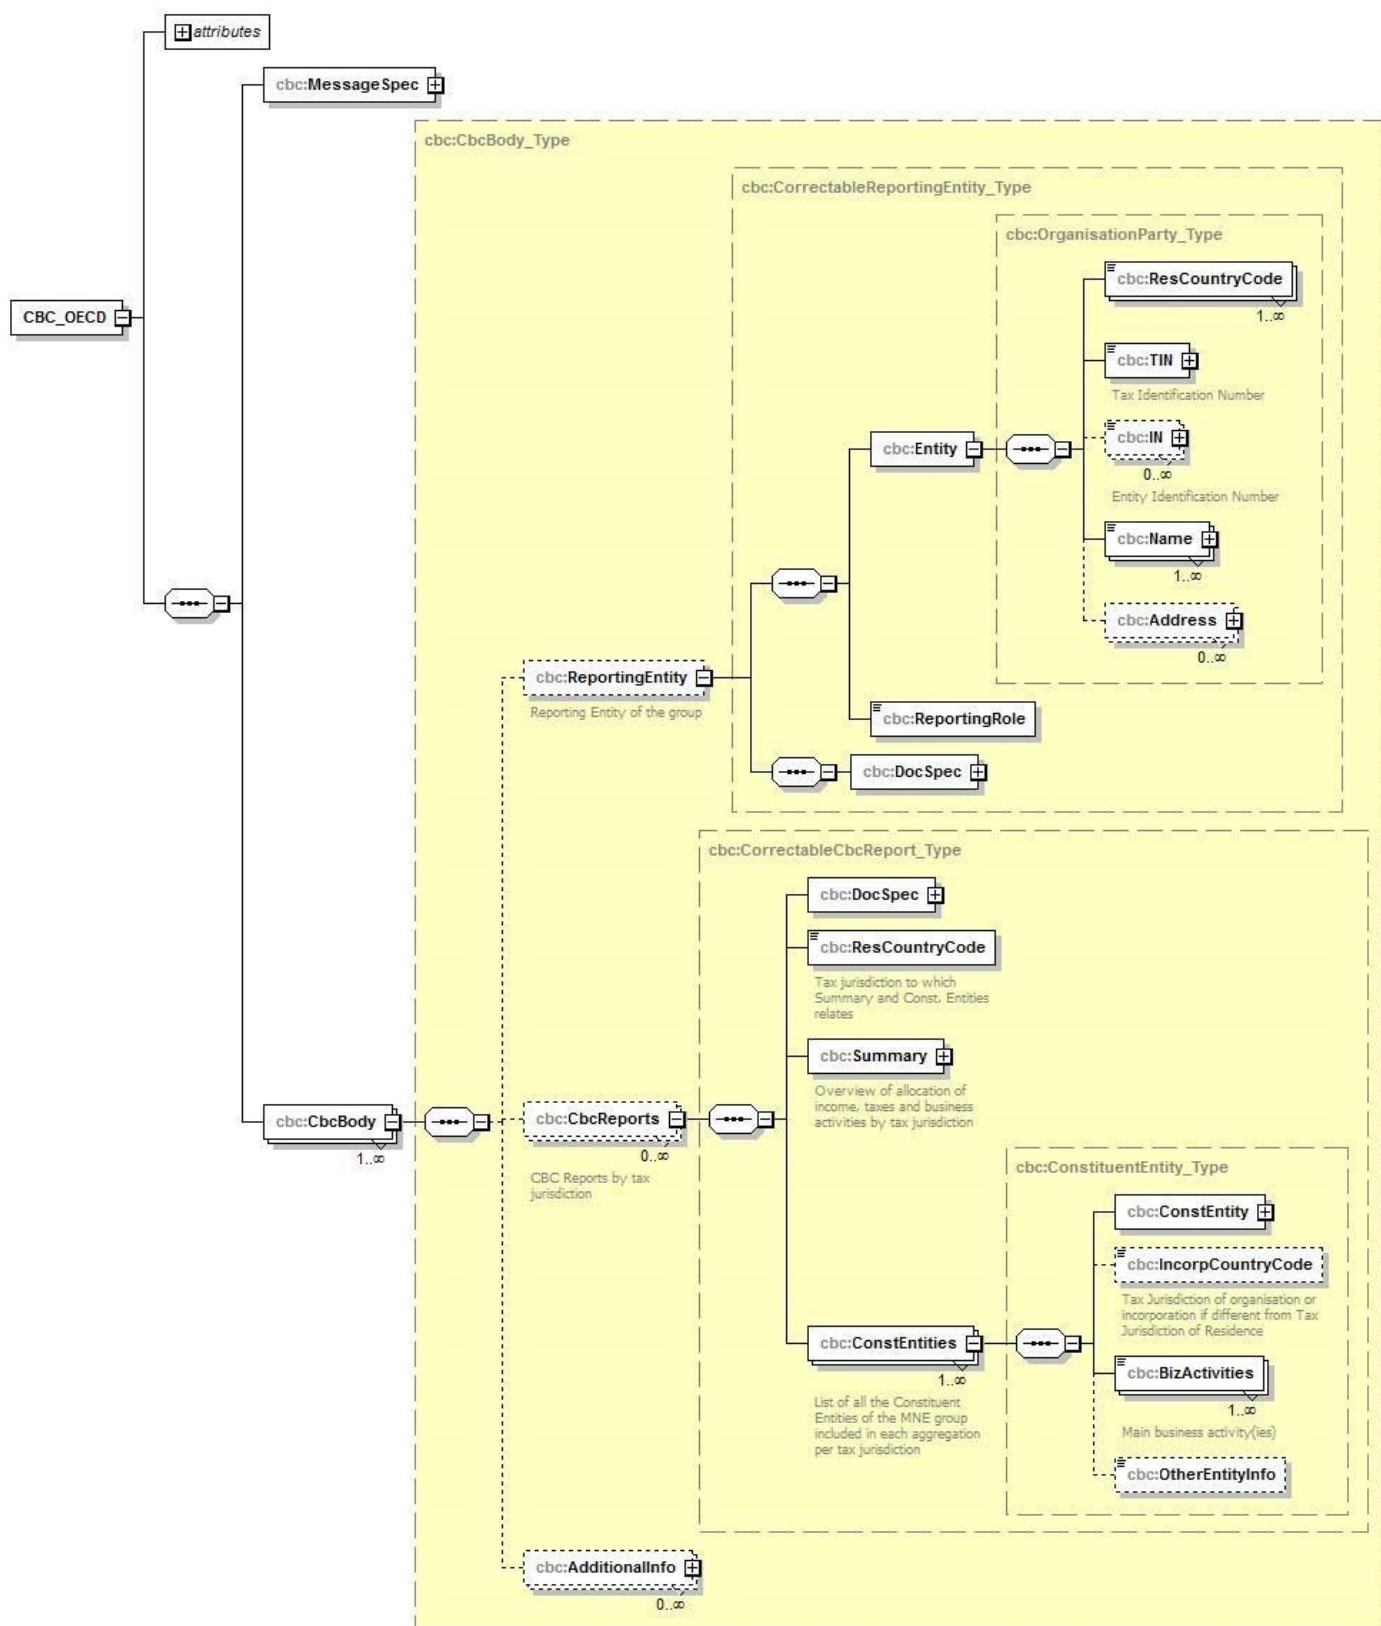 attributes
cbc:MessageSpec
cbc:CbcBody_Type
cbc:CorrectableReportingEntity_Type
cbc:OrganisationParty_Type
cbc:ResCountryCode
1..∞
CBC_OECD
cbc:TIN
Tax Identification Number
cbc:IN
0..∞
Entity Identification Number
cbc:Entity
cbc:Name
1..∞
cbc:Address
0..∞
cbc:ReportingEntity
Reporting Entity of the group
cbc:ReportingRole
cbc:DocSpec
cbc:CorrectableCbcReport_Type
cbc:DocSpec
cbc:ResCountryCode
Tax jurisdiction to which
Summary and Const. Entities
relates
cbc:Summary
Overview of allocation of
income, taxes and business
activities by tax jurisdiction
cbc:CbcBody
1..∞
cbc:CbcReports
0..∞
CBC Reports by tax
jurisdiction
cbc:ConstituentEntity_Type
cbc:ConstEntity
cbc:IncorpCountryCode
Tax Jurisdiction of organisation or
incorporation if different from Tax
Jurisdiction of Residence
cbc:ConstEntities
1..∞
List of all the Constituent
Entities of the MNE group
included in each aggregation
per tax jurisdiction
cbc:BizActivities
1..∞
Main business activity(ies)
cbc:OtherEntityInfo
cbc:AdditionalInfo
0..∞